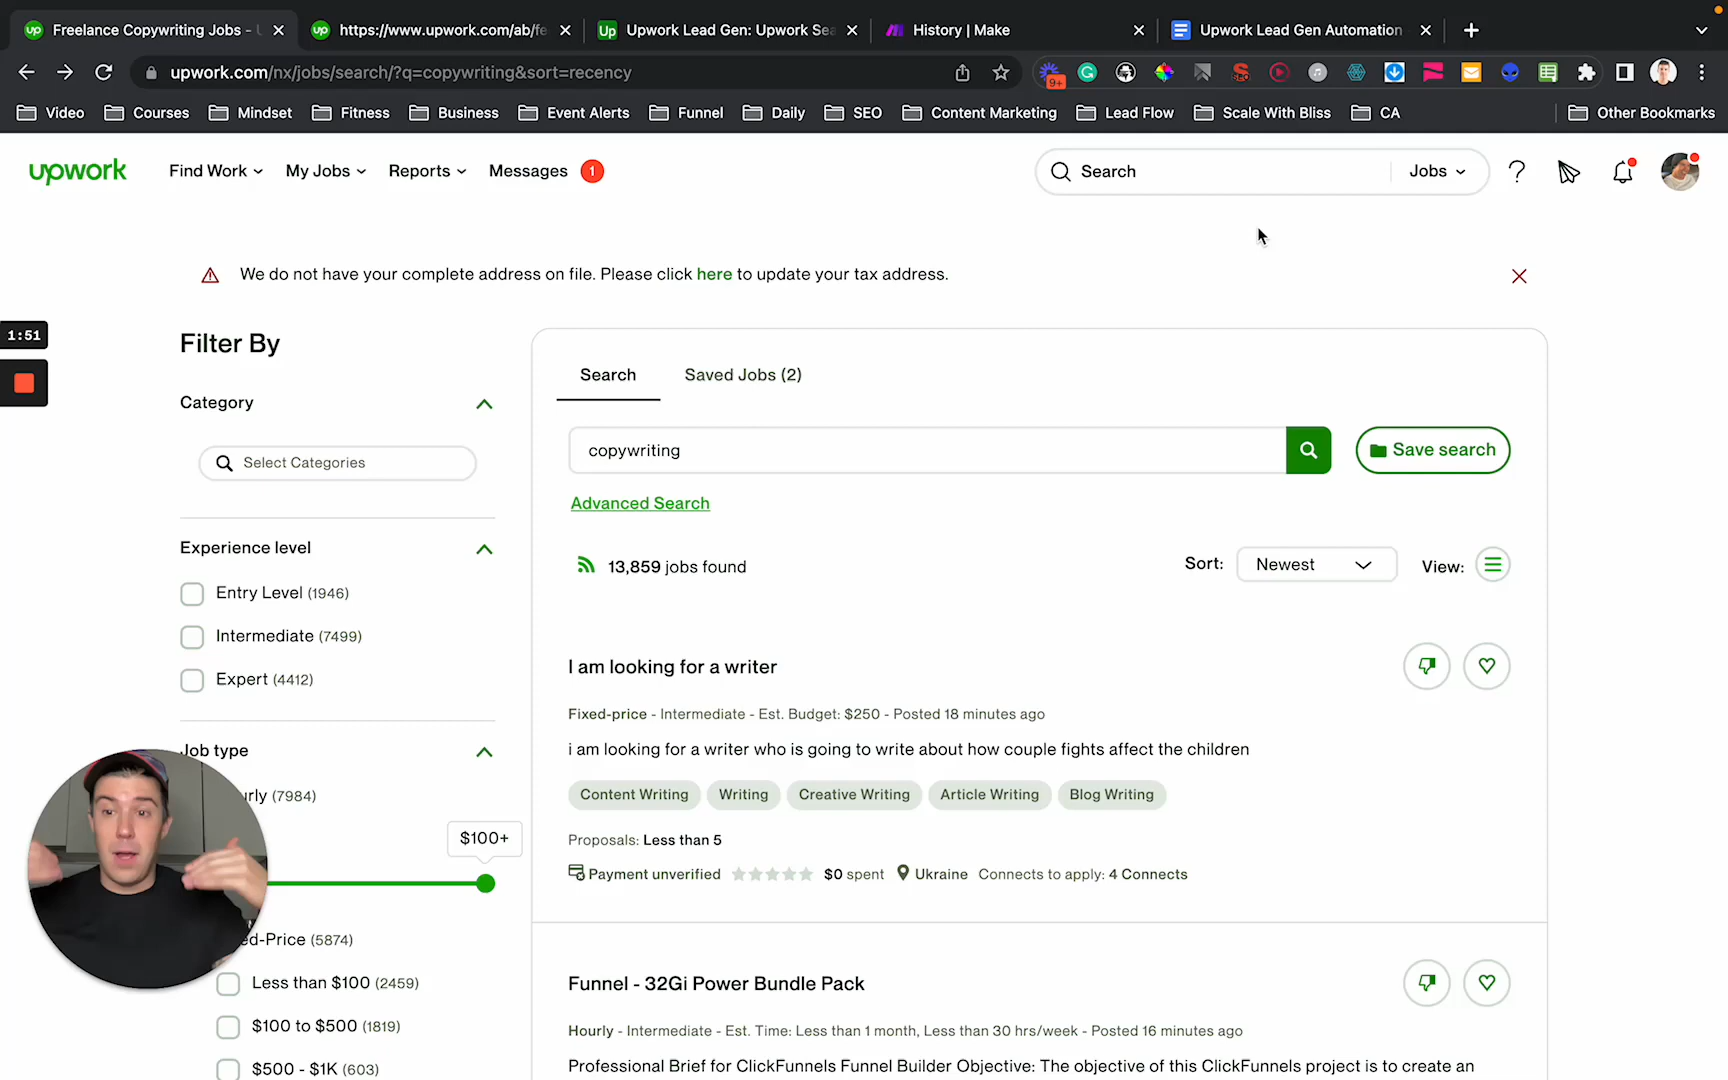 Freelance Copywriting Jobs - U
https://www.upwork.com/ab/fe
Upwork Lead Gen: Upwork Sea
History | Make
Upwork Lead Gen Automation
upwork.com/nx/jobs/search/?q=copywriting&sort=recency
9+
Video
Courses
Mindset
Fitness
Business
Event Alerts
Funnel
Daily
SEO
Content Marketing
Lead Flow
Scale With Bliss
CA
Other Bookmarks
upwork
Find Work
My Jobs
Reports
Messages
1
Search
Jobs
?
We do not have your complete address on file. Please click here to update your tax address.
1:51
Filter By
Category
Select Categories
Experience level
Entry Level (1946)
Intermediate (7499)
Expert (4412)
Job type
urly (7984)
$100+
ed-Price (5874)
Less than $100 (2459)
$100 to $500 (1819)
$500 - $1K (603)
Search
Saved Jobs (2)
copywriting
Save search
Advanced Search
13,859 jobs found
Sort:
Newest
View:
I am looking for a writer
Fixed-price - Intermediate - Est. Budget: $250 - Posted 18 minutes ago
i am looking for a writer who is going to write about how couple fights affect the children
Content Writing
Writing
Creative Writing
Article Writing
Blog Writing
Proposals: Less than 5
Payment unverified
$0 spent
Ukraine
Connects to apply: 4 Connects
Funnel - 32Gi Power Bundle Pack
Hourly - Intermediate - Est. Time: Less than 1 month, Less than 30 hrs/week - Posted 16 minutes ago
Professional Brief for ClickFunnels Funnel Builder Objective: The objective of this ClickFunnels project is to create an